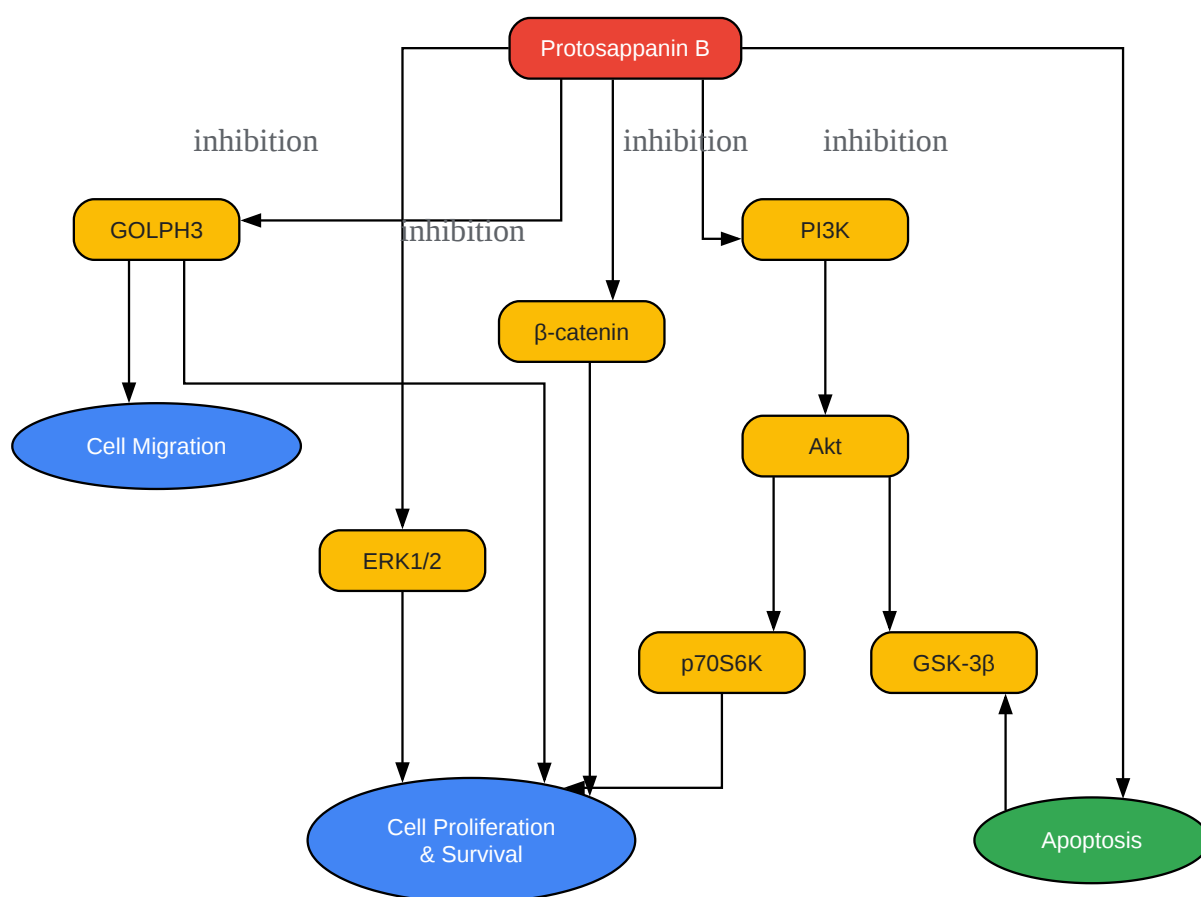 Protosappanin B
inhibition
inhibition
inhibition
GOLPH3
inhibition
PI3K
β-catenin
Cell Migration
Akt
ERK1/2
p70S6K
GSK-3β
Cell Proliferation
& Survival
Apoptosis